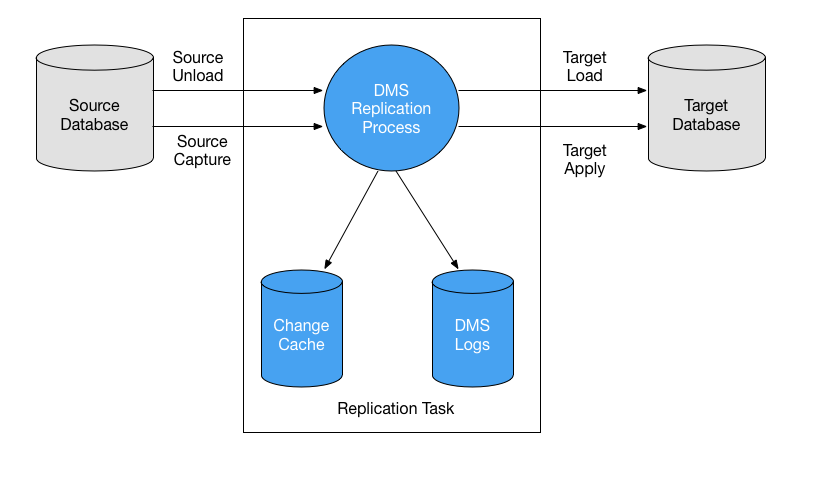 Source
Unload
Source
Database
Source
Capture
DMS
Replication
Process
Target
Load
Target
Apply
Target
Database
Change
Cache
DMS
Logs
Replication Task